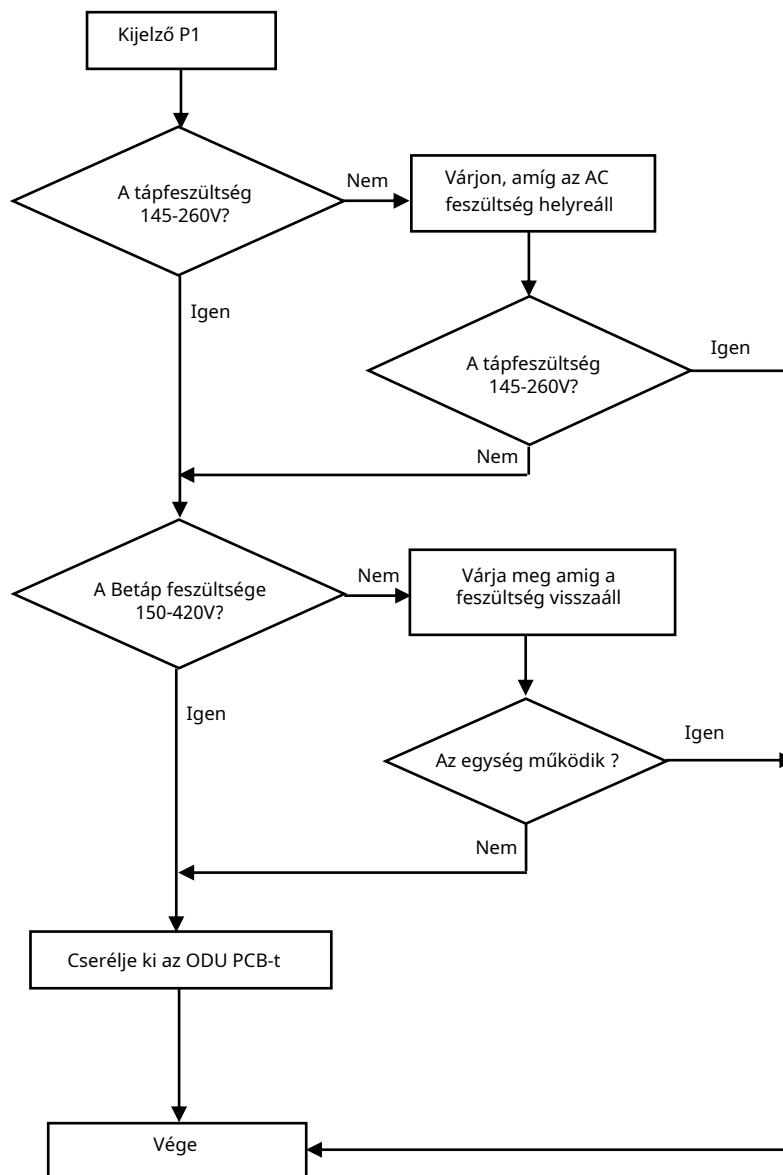 Kijelző P1
A tápfeszültség
145-260V?
Nem
Várjon, amíg az AC
feszültség helyreáll
Igen
A tápfeszültség
145-260V?
Igen
Nem
A Betáp feszültsége
150-420V?
Nem
Várja meg amig a
feszültség visszaáll
Igen
Az egység működik ?
Igen
Nem
Cserélje ki az ODU PCB-t
Vége